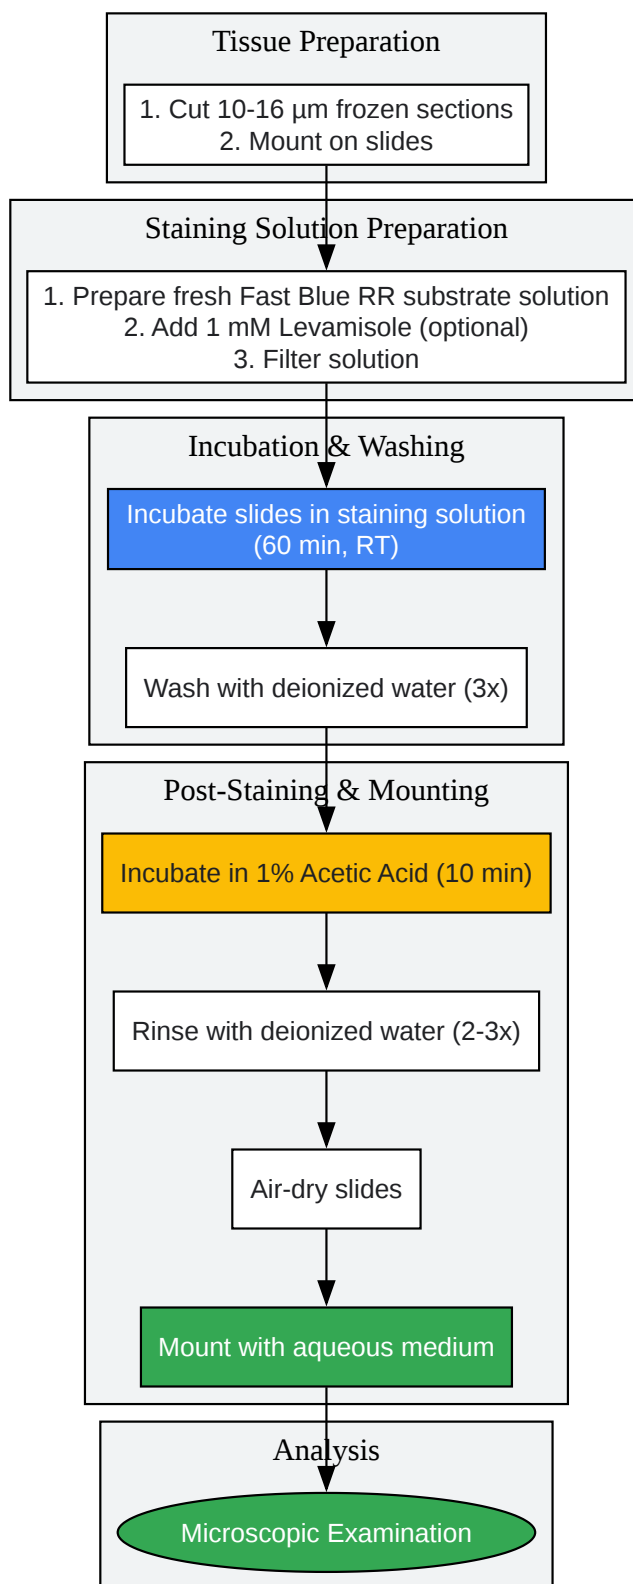 Tissue Preparation
1. Cut 10-16 µm frozen sections
2. Mount on slides
Staining Solution Preparation
1. Prepare fresh Fast Blue RR substrate solution
2. Add 1 mM Levamisole (optional)
3. Filter solution
Incubation & Washing
Incubate slides in staining solution
(60 min, RT)
Wash with deionized water (3x)
Post-Staining & Mounting
Incubate in 1% Acetic Acid (10 min)
Rinse with deionized water (2-3x)
Air-dry slides
Mount with aqueous medium
Analysis
Microscopic Examination